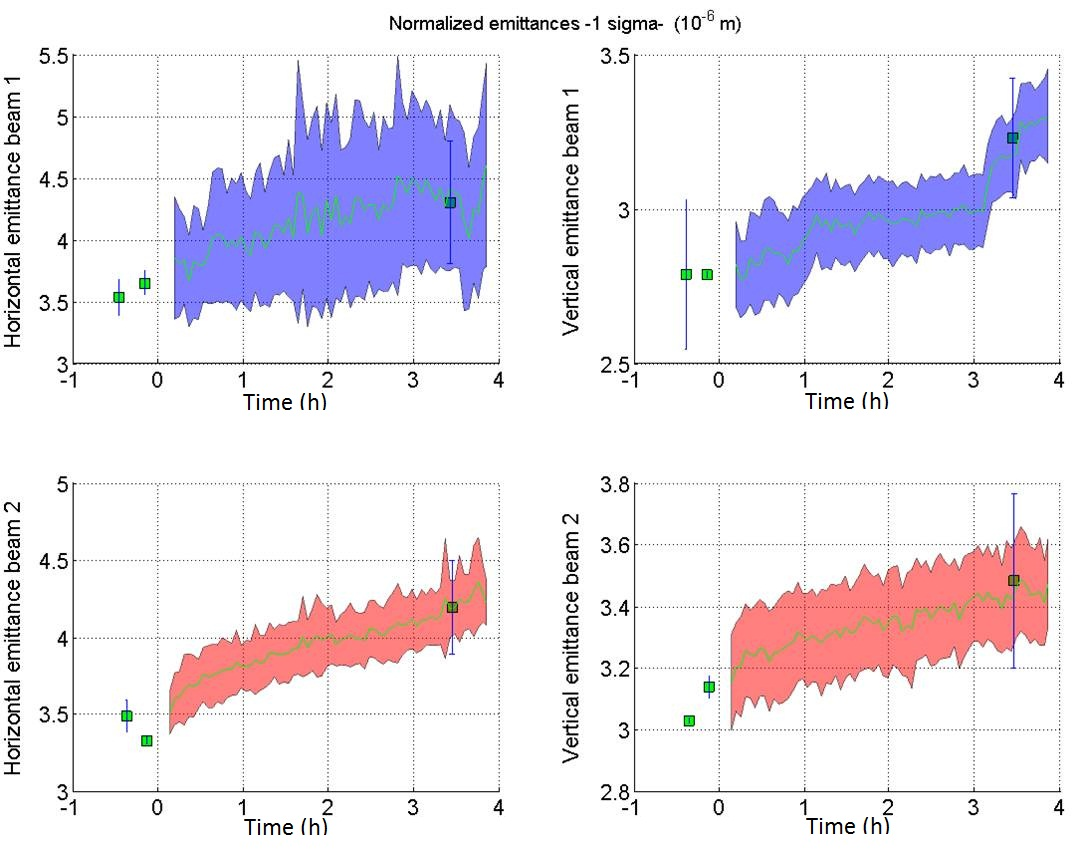 Normalized emittances -1 sigma- (10-6 m)
Horizontal emittance beam 1
5.5
5
4.5
4
3.5
3
-1 0 1 2 3 4
Time (h)
Vertical emittance beam 1
3.5
3
2.5
-1 0 1 2 3 4
Time (h)
Horizontal emittance beam 2
5
4.5
4
3.5
3
-1 0 1 2 3 4
Time (h)
Vertical emittance beam 2
3.8
3.6
3.4
3.2
3
2.8
-1 0 1 2 3 4
Time (h)